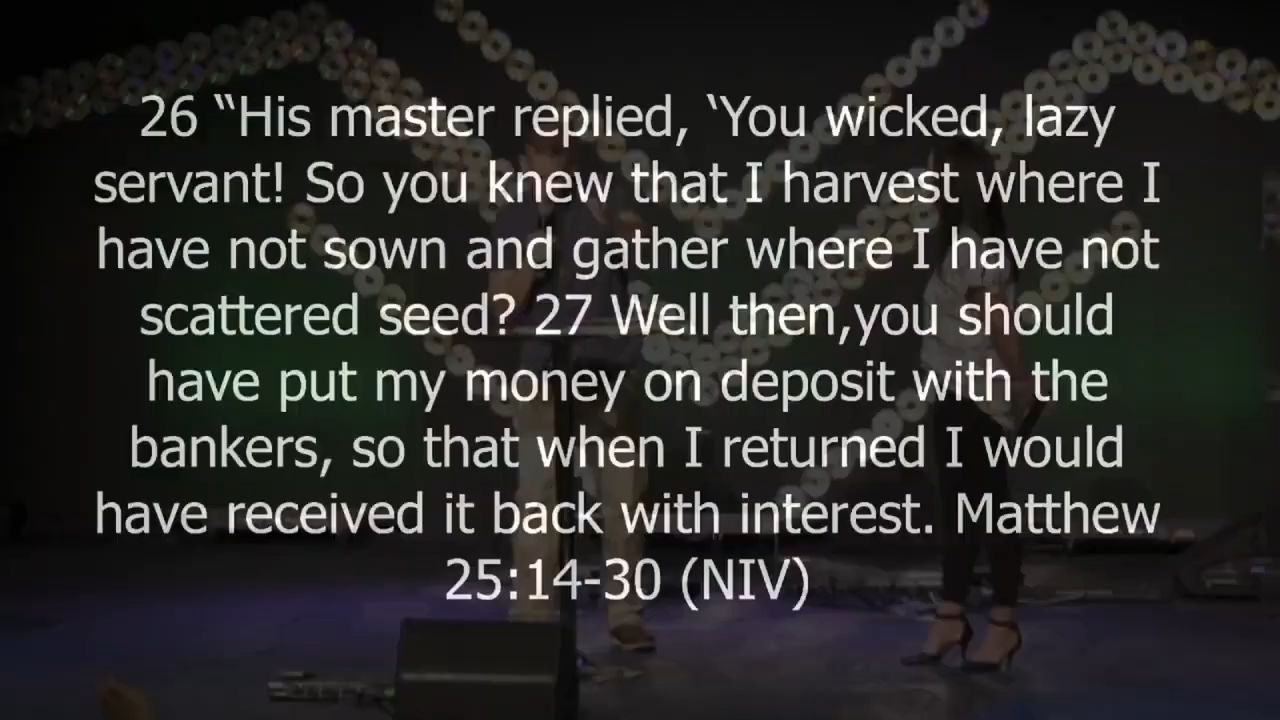 26 “His master replied, ‘You wicked, lazy
servant! So you knew that I harvest where I
have not sown and gather where I have not
scattered seed? 27 Well then,you should
have put my money on deposit with the
bankers, so that when I returned I would
have received it back with interest. Matthew
25:14-30 (NIV)